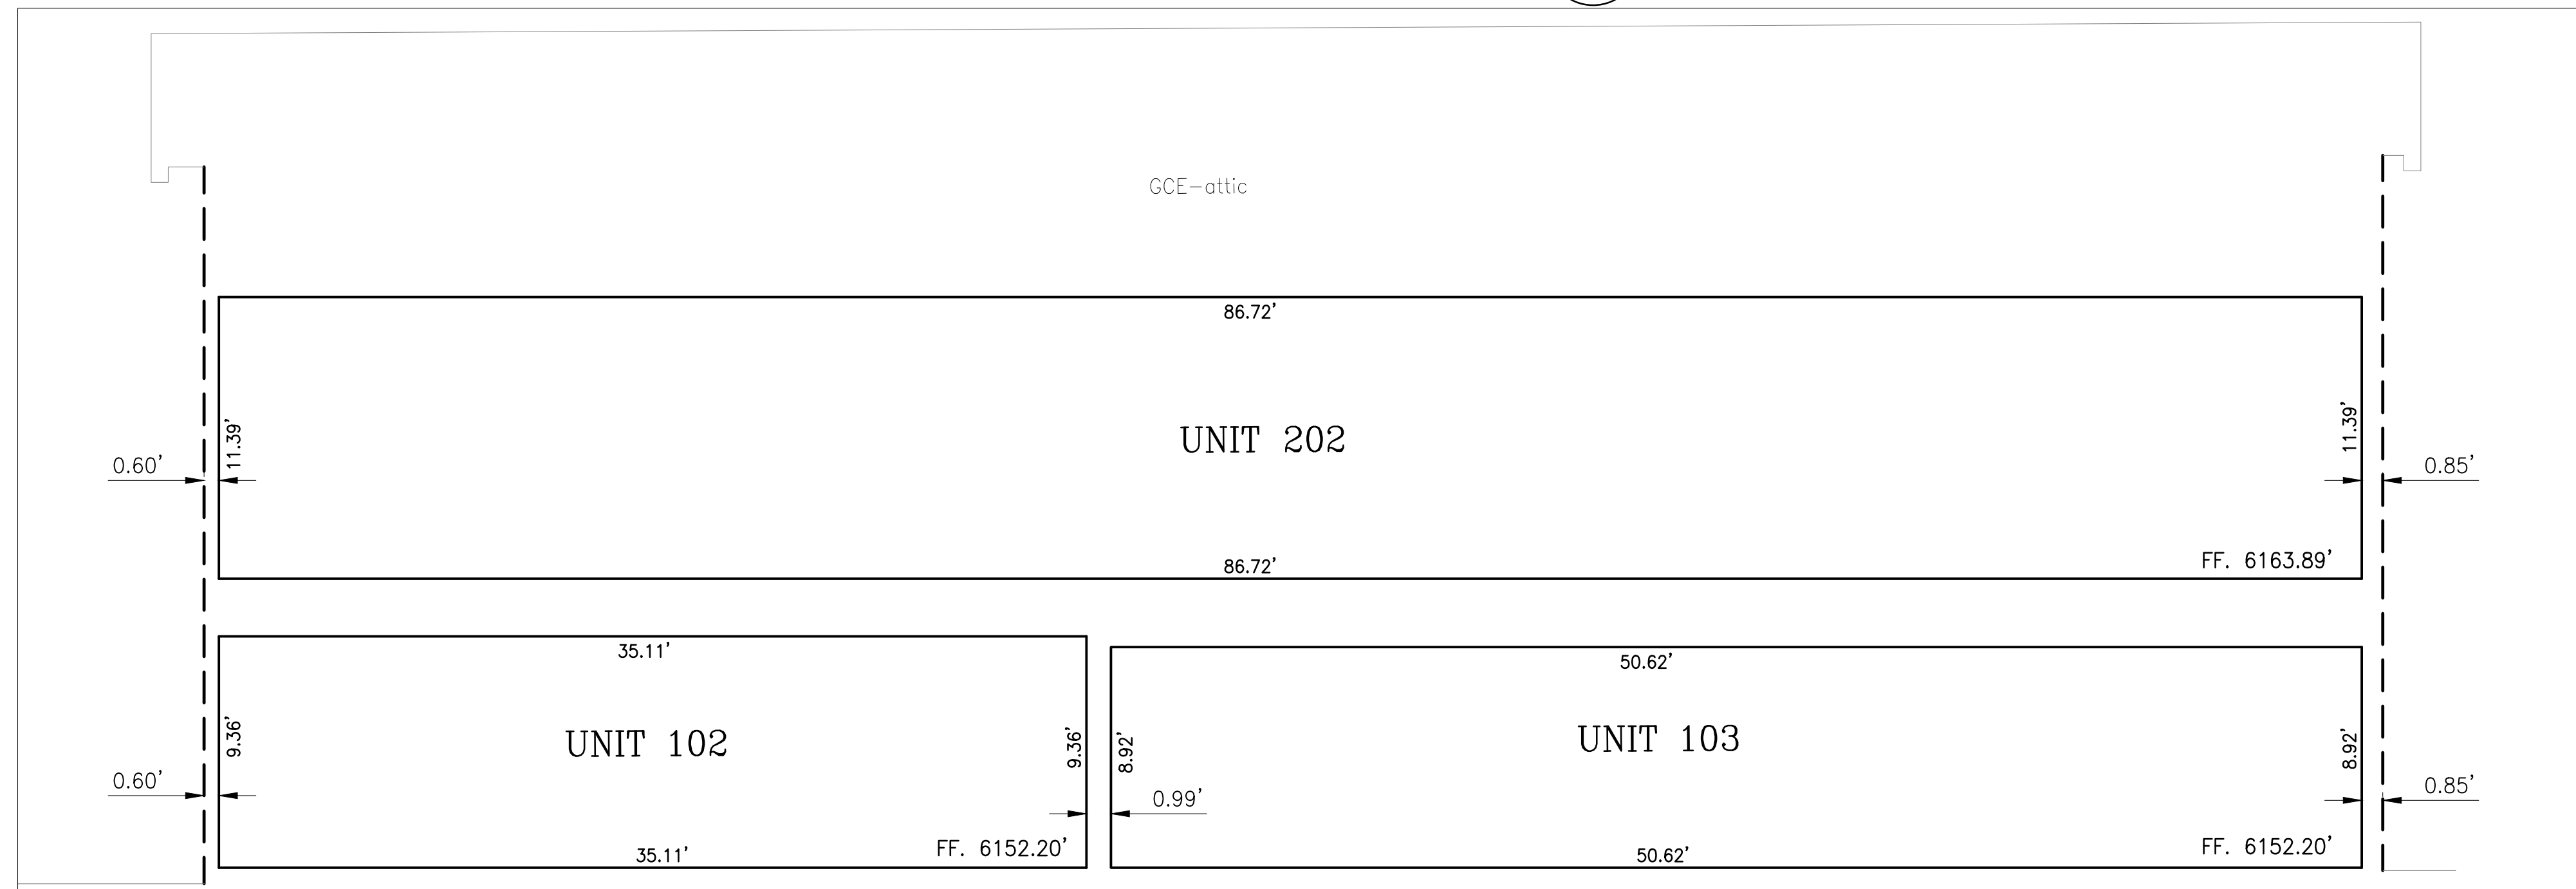 GCE-attic
86.72'
11.39'
UNIT 202
11.39'
0.60'
0.85'
FF. 6163.89'
86.72'
35.11'
50.62'
9.36'
UNIT 102
9.36'
8.92'
UNIT 103
8.92'
0.60'
0.99'
0.85'
FF. 6152.20'
FF. 6152.20'
35.11'
50.62'